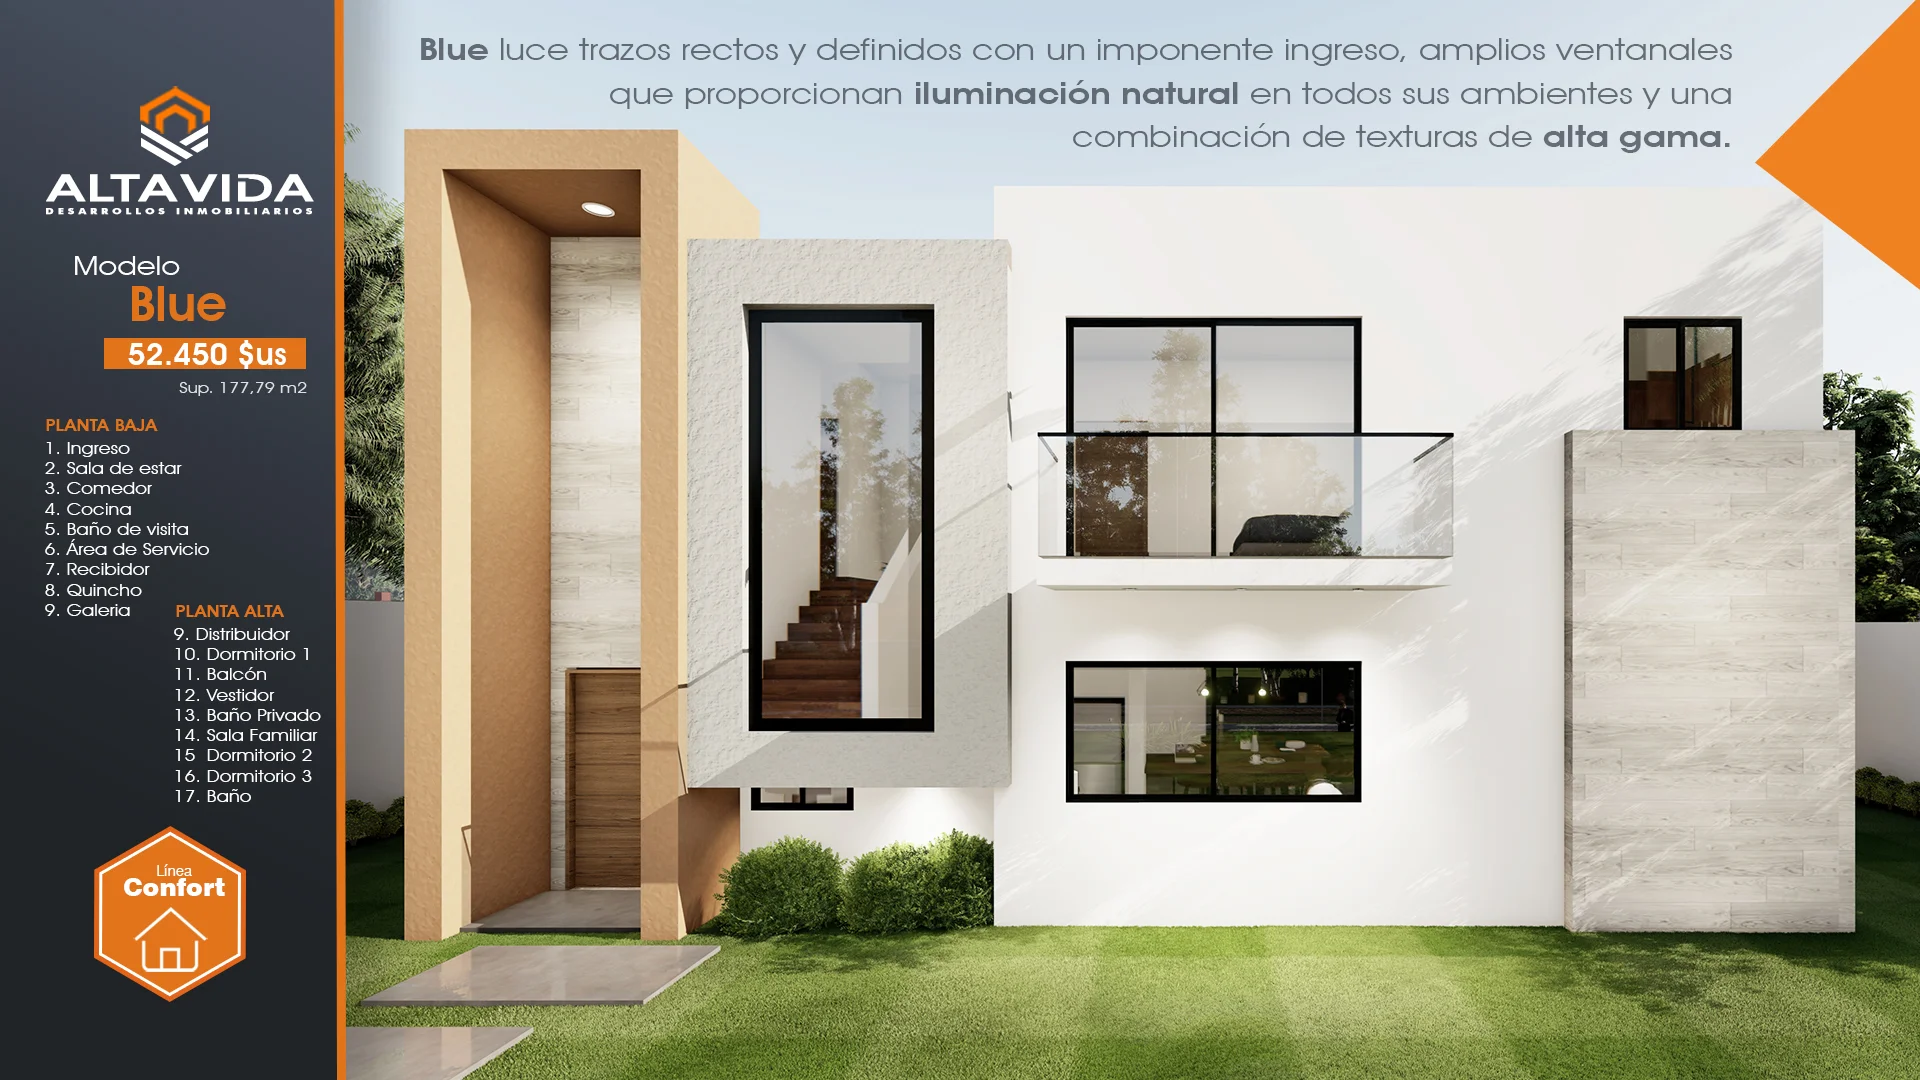 Blue luce trazos rectos y definidos con un imponente ingreso, amplios ventanales
que proporcionan iluminación natural en todos sus ambientes y una
combinación de texturas de alta gama.
ALTAVIDA
DESARROLLOS INMOBILIARIOS
Modelo
Blue
52.450 $us
Sup. 177,79 m2
PLANTA BAJA
1. Ingreso
2. Sala de estar
3. Comedor
4. Cocina
5. Baño de visita
6. Área de Servicio
7. Recibidor
8. Quincho
9. Galeria
PLANTA ALTA
9. Distribuidor
10. Dormitorio 1
11. Balcón
12. Vestidor
13. Baño Privado
14. Sala Familiar
15 Dormitorio 2
16. Dormitorio 3
17. Baño
Línea
Confort